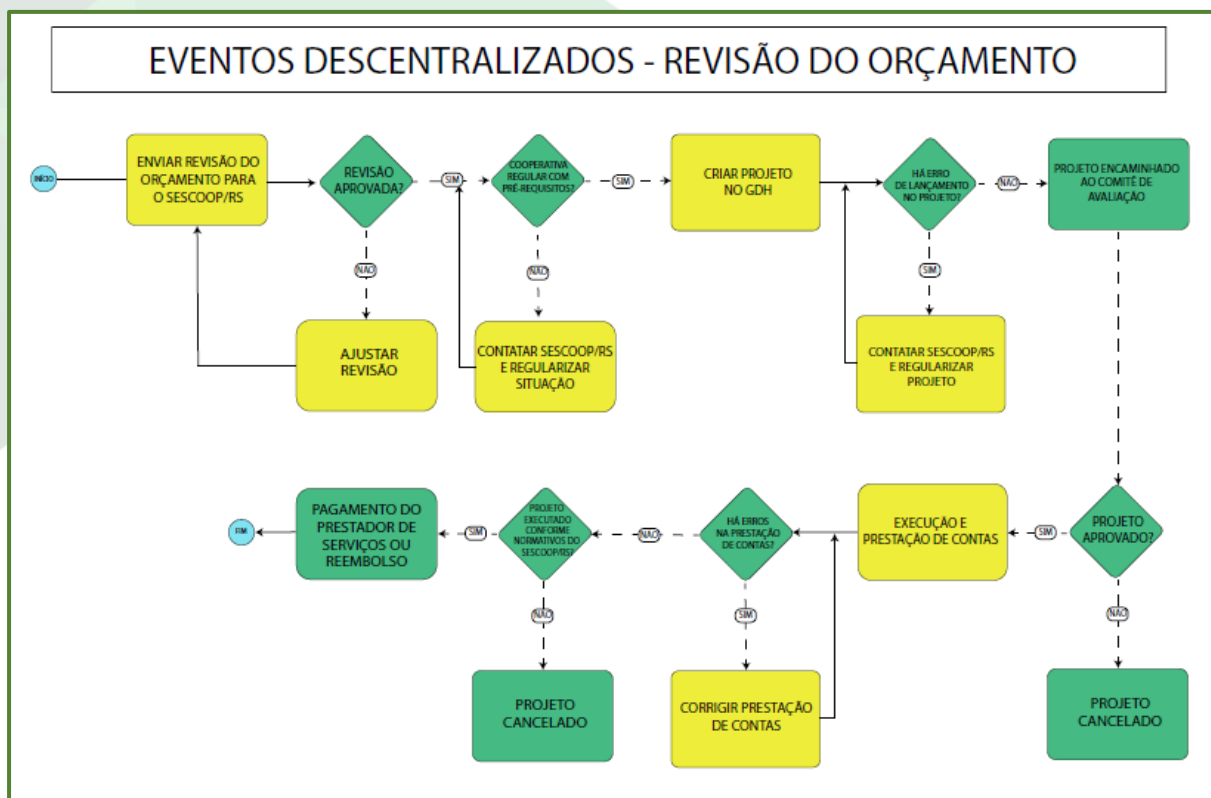 EVENTOS DESCENTRALIZADOS - REVISÃO DO ORÇAMENTO
INÍCIO
ENVIAR REVISÃO DO
ORÇAMENTO PARA
O SESCOOP/RS
REVISÃO
APROVADA?
SIM
COOPERATIVA
REGULAR COM
PRÉ-REQUISITOS?
SIM
CRIAR PROJETO
NO GDH
HÁ ERRO
DE LANÇAMENTO
NO PROJETO?
NÃO
PROJETO ENCAMINHADO
AO COMITÊ DE
AVALIAÇÃO
NÃO
NÃO
SIM
AJUSTAR
REVISÃO
CONTATAR SESCOOP/RS
E REGULARIZAR
SITUAÇÃO
CONTATAR SESCOOP/RS
E REGULARIZAR
PROJETO
FIM
PAGAMENTO DO
PRESTADOR DE
SERVIÇOS OU
REEMBOLSO
SIM
PROJETO
EXECUTADO
CONFORME
NORMATIVOS DO
SESCOOP/RS?
NÃO
HÁ ERROS
NA PRESTAÇÃO
DE CONTAS?
EXECUÇÃO E
PRESTAÇÃO DE CONTAS
SIM
PROJETO
APROVADO?
NÃO
SIM
NÃO
PROJETO
CANCELADO
CORRIGIR PRESTAÇÃO
DE CONTAS
PROJETO
CANCELADO